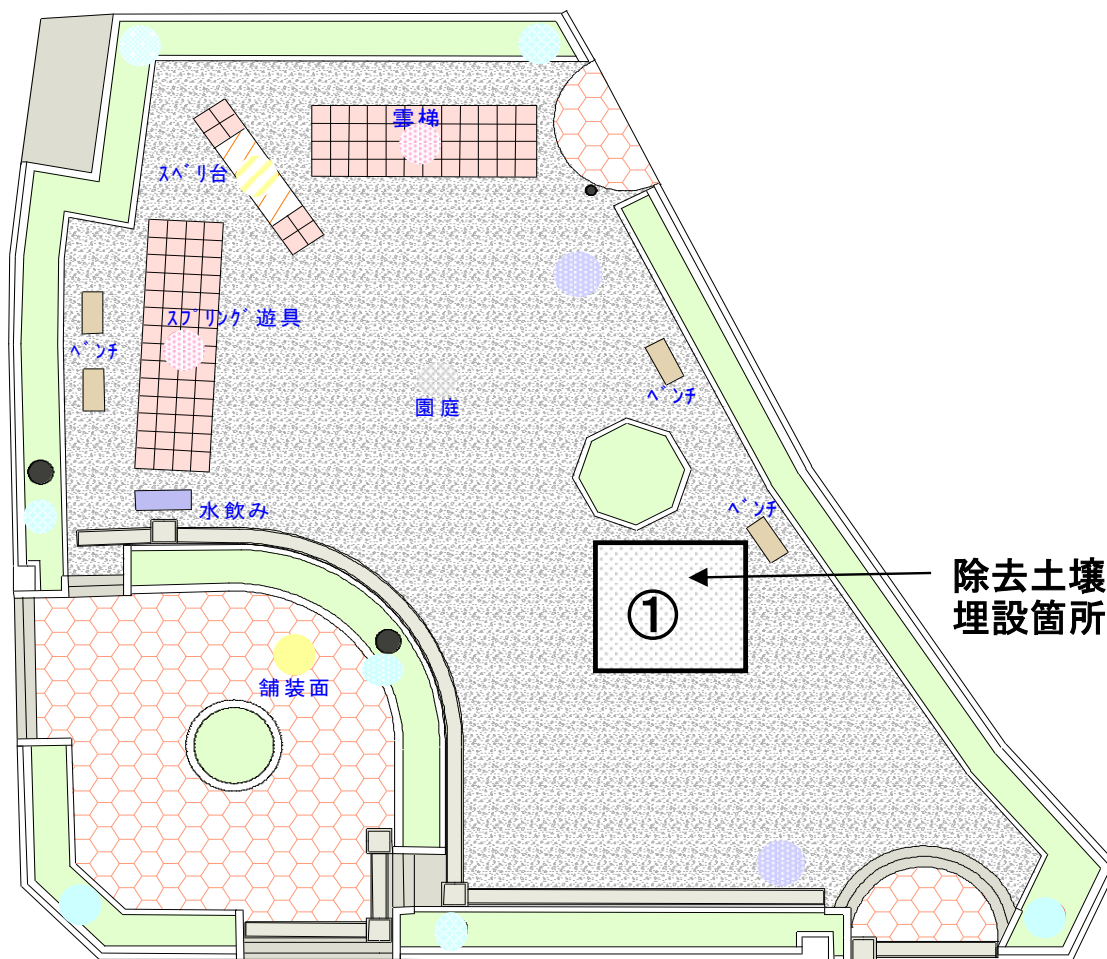 雲梯
スベリ台
スプリング遊具
ベンチ
園庭
ベンチ
水飲み
ベンチ
除去土壌
埋設箇所
①
舗装面